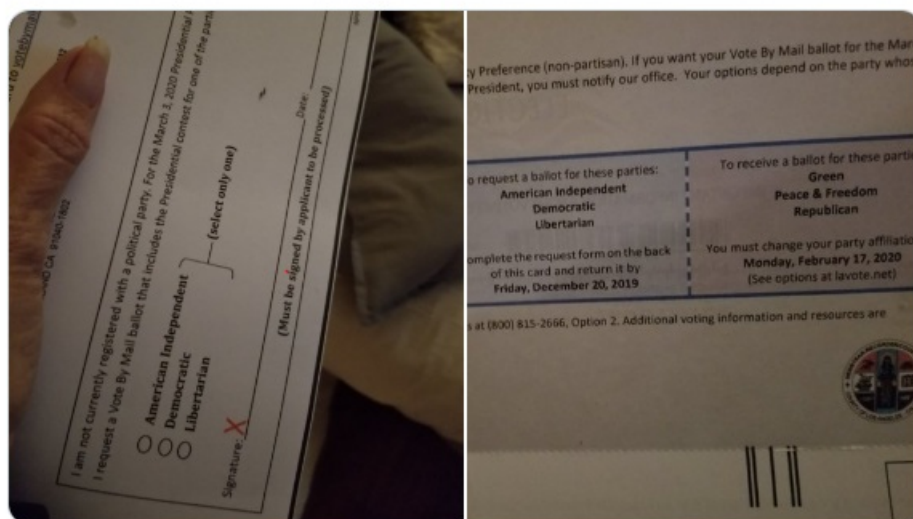 to votebymail
CA 91040-1802
I am not currently registered with a political party. For the March 3, 2020 Presidential
I request a Vote By Mail ballot that includes the Presidential contest for one of the
American Independent
Democratic
Libertarian
(select only one)
Signature: X
Date:
(Must be signed by applicant to be processed)
Preference (non-partisan). If you want your Vote By Mail ballot for the
President, you must notify our office. Your options depend on the party
request a ballot for these parties:
American Independent
Democratic
Libertarian
complete the request form on the back
of this card and return it by
Friday, December 20, 2019
To receive a ballot for these
Green
Peace & Freedom
Republican
You must change your party
Monday, February 17, 2020
(See options at lavote.net)
at (800) 815-2666, Option 2. Additional voting information and resources are